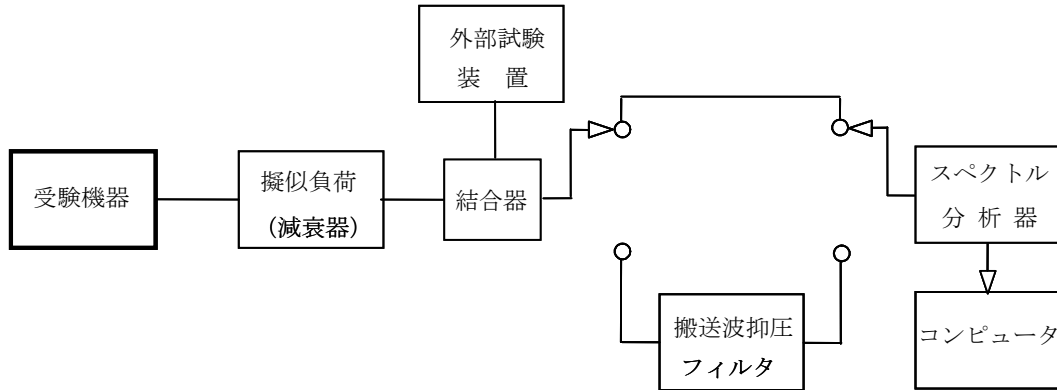 外部試験
装 置
受験機器
擬似負荷
(減衰器)
結合器
スペクトル
分 析 器
搬送波抑圧
フィルタ
コンピュータ